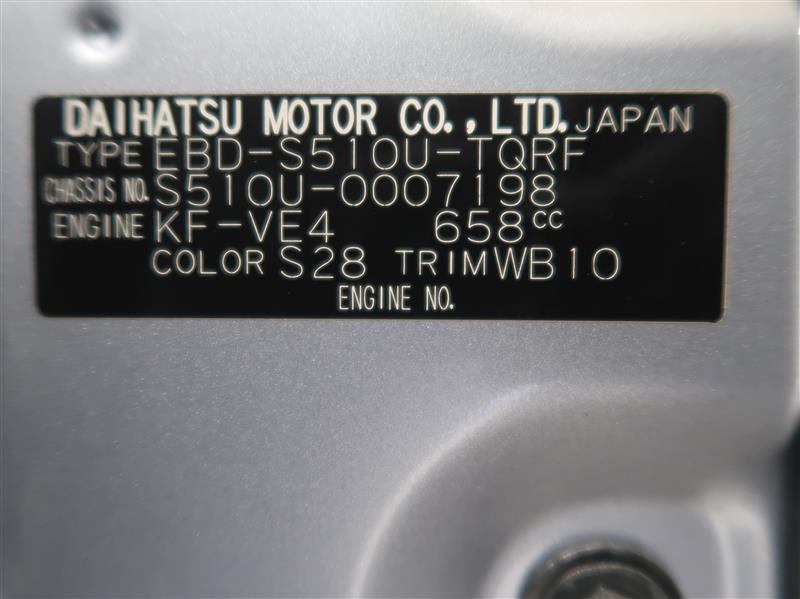 DAIHATSU MOTOR CO., LTD. JAPAN
TYPE EBD-S510U-TQRF
CHASSIS NO. S510U-0007198
ENGINE KF-VE4 658cc
COLOR S28 TRIM WB10
ENGINE NO.